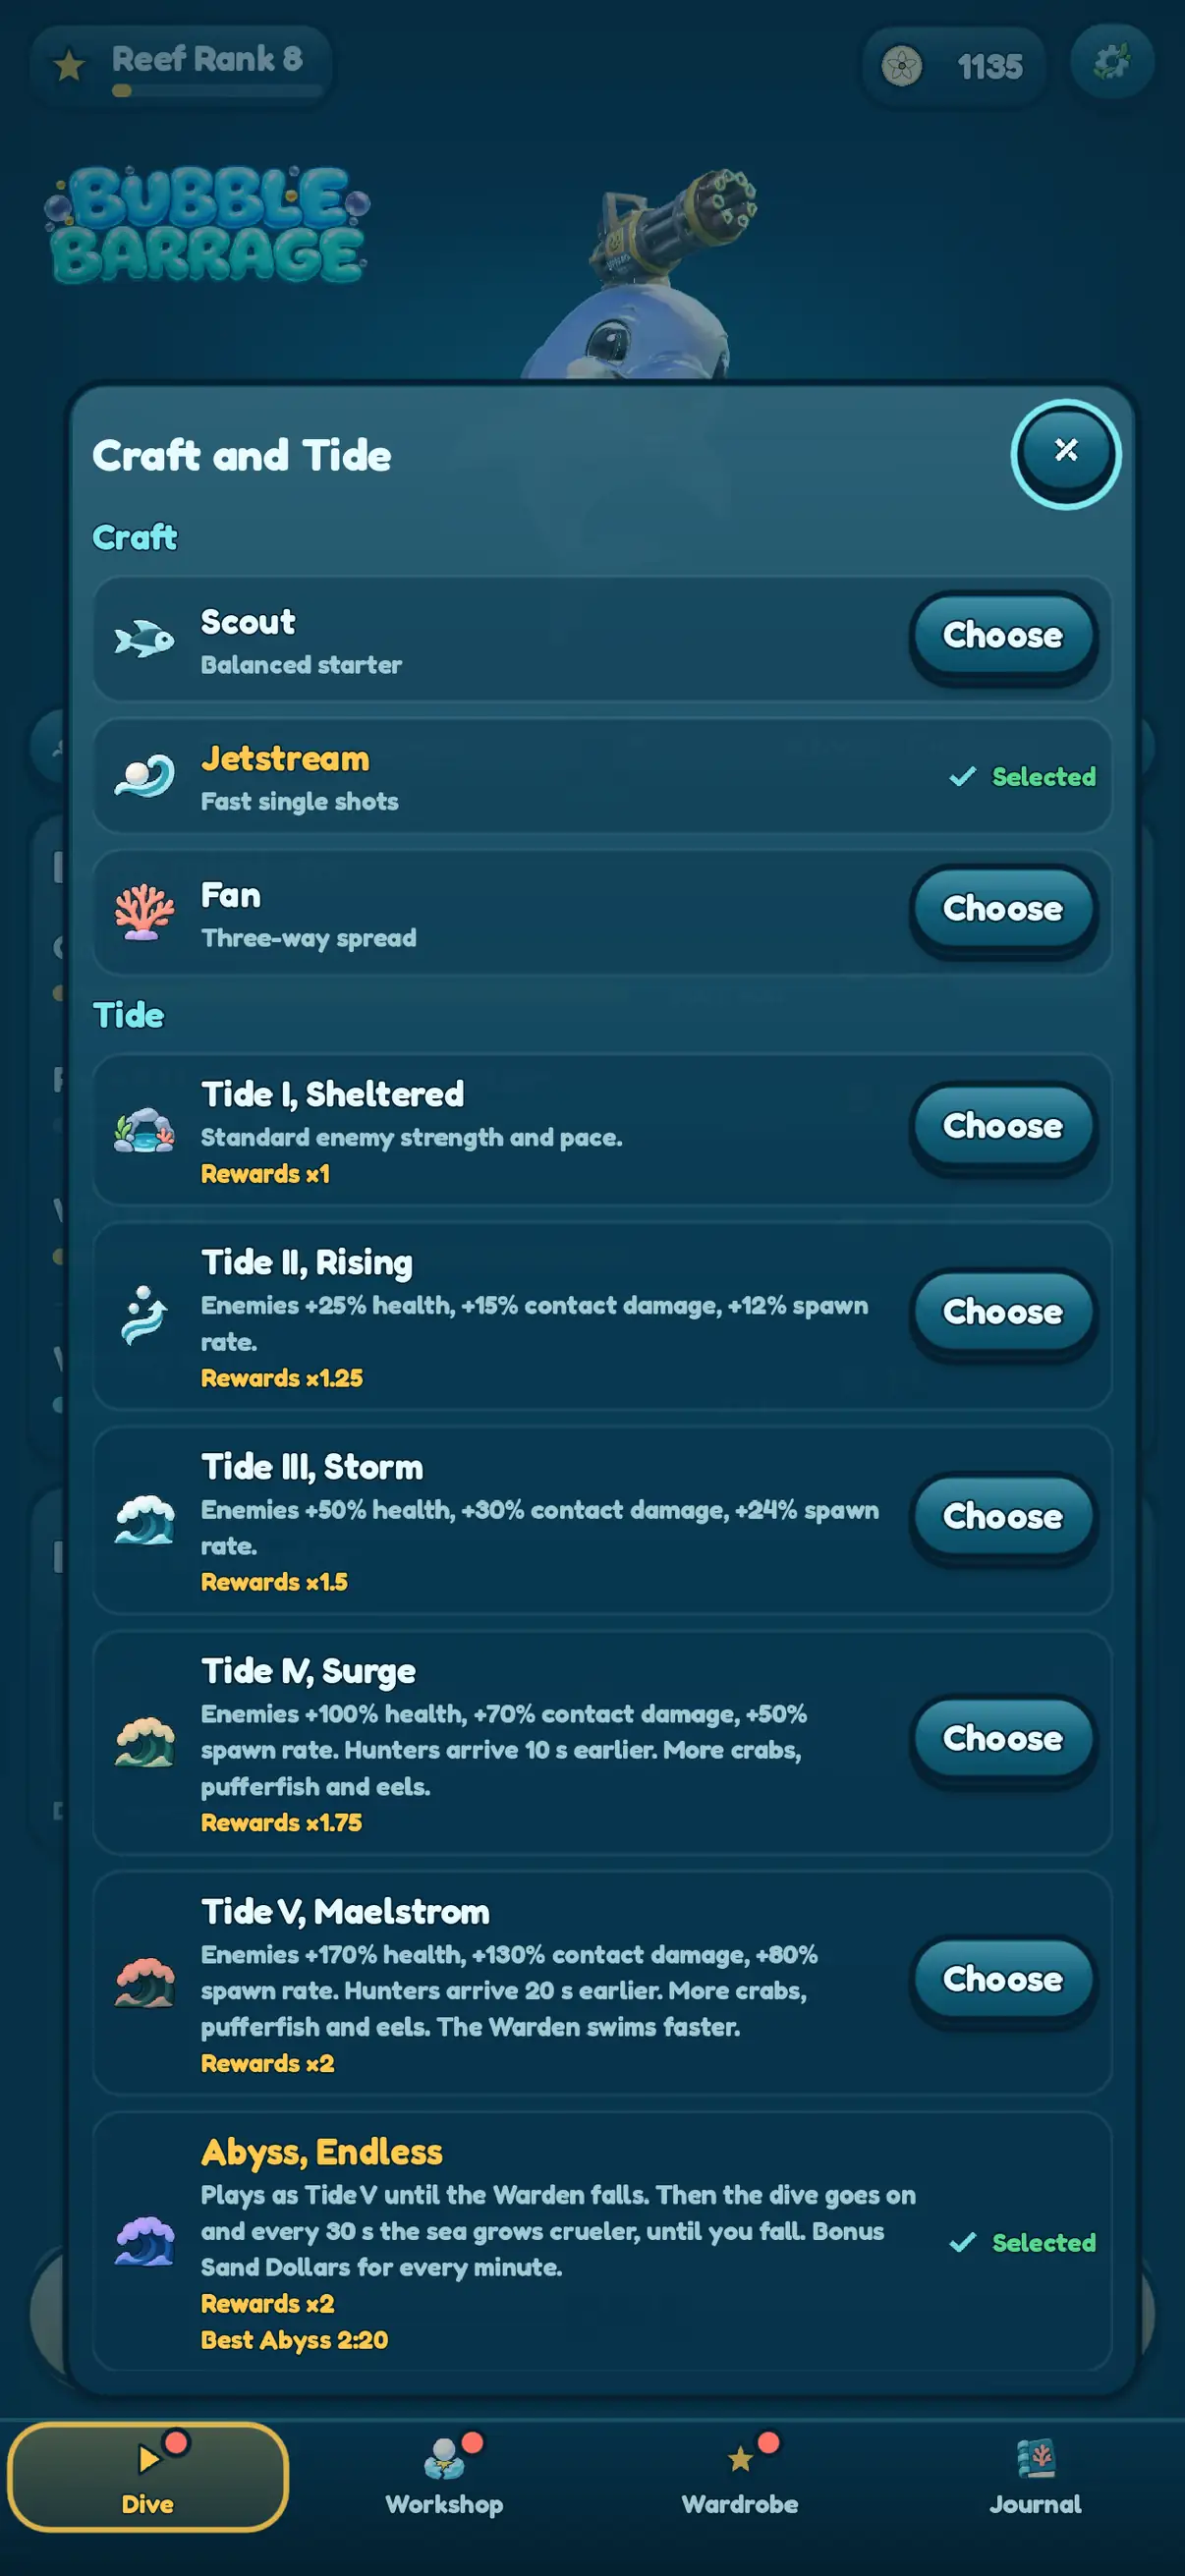 Reef Rank 8
1135
BUBBLE
BARRAGE
Craft and Tide
Craft
Scout
Balanced starter
Choose
Jetstream
Fast single shots
Selected
Fan
Three-way spread
Choose
Tide
Tide I, Sheltered
Standard enemy strength and pace.
Rewards ×1
Choose
Tide II, Rising
Enemies +25% health, +15% contact damage, +12% spawn
rate.
Rewards ×1.25
Choose
Tide III, Storm
Enemies +50% health, +30% contact damage, +24% spawn
rate.
Rewards ×1.5
Choose
Tide IV, Surge
Enemies +100% health, +70% contact damage, +50%
spawn rate. Hunters arrive 10 s earlier. More crabs,
pufferfish and eels.
Rewards ×1.75
Choose
Tide V, Maelstrom
Enemies +170% health, +130% contact damage, +80%
spawn rate. Hunters arrive 20 s earlier. More crabs,
pufferfish and eels. The Warden swims faster.
Rewards ×2
Choose
Abyss, Endless
Plays as Tide V until the Warden falls. Then the dive goes on
and every 30 s the sea grows crueler, until you fall. Bonus
Sand Dollars for every minute.
Rewards ×2
Best Abyss 2:20
Selected
Dive
Workshop
Wardrobe
Journal